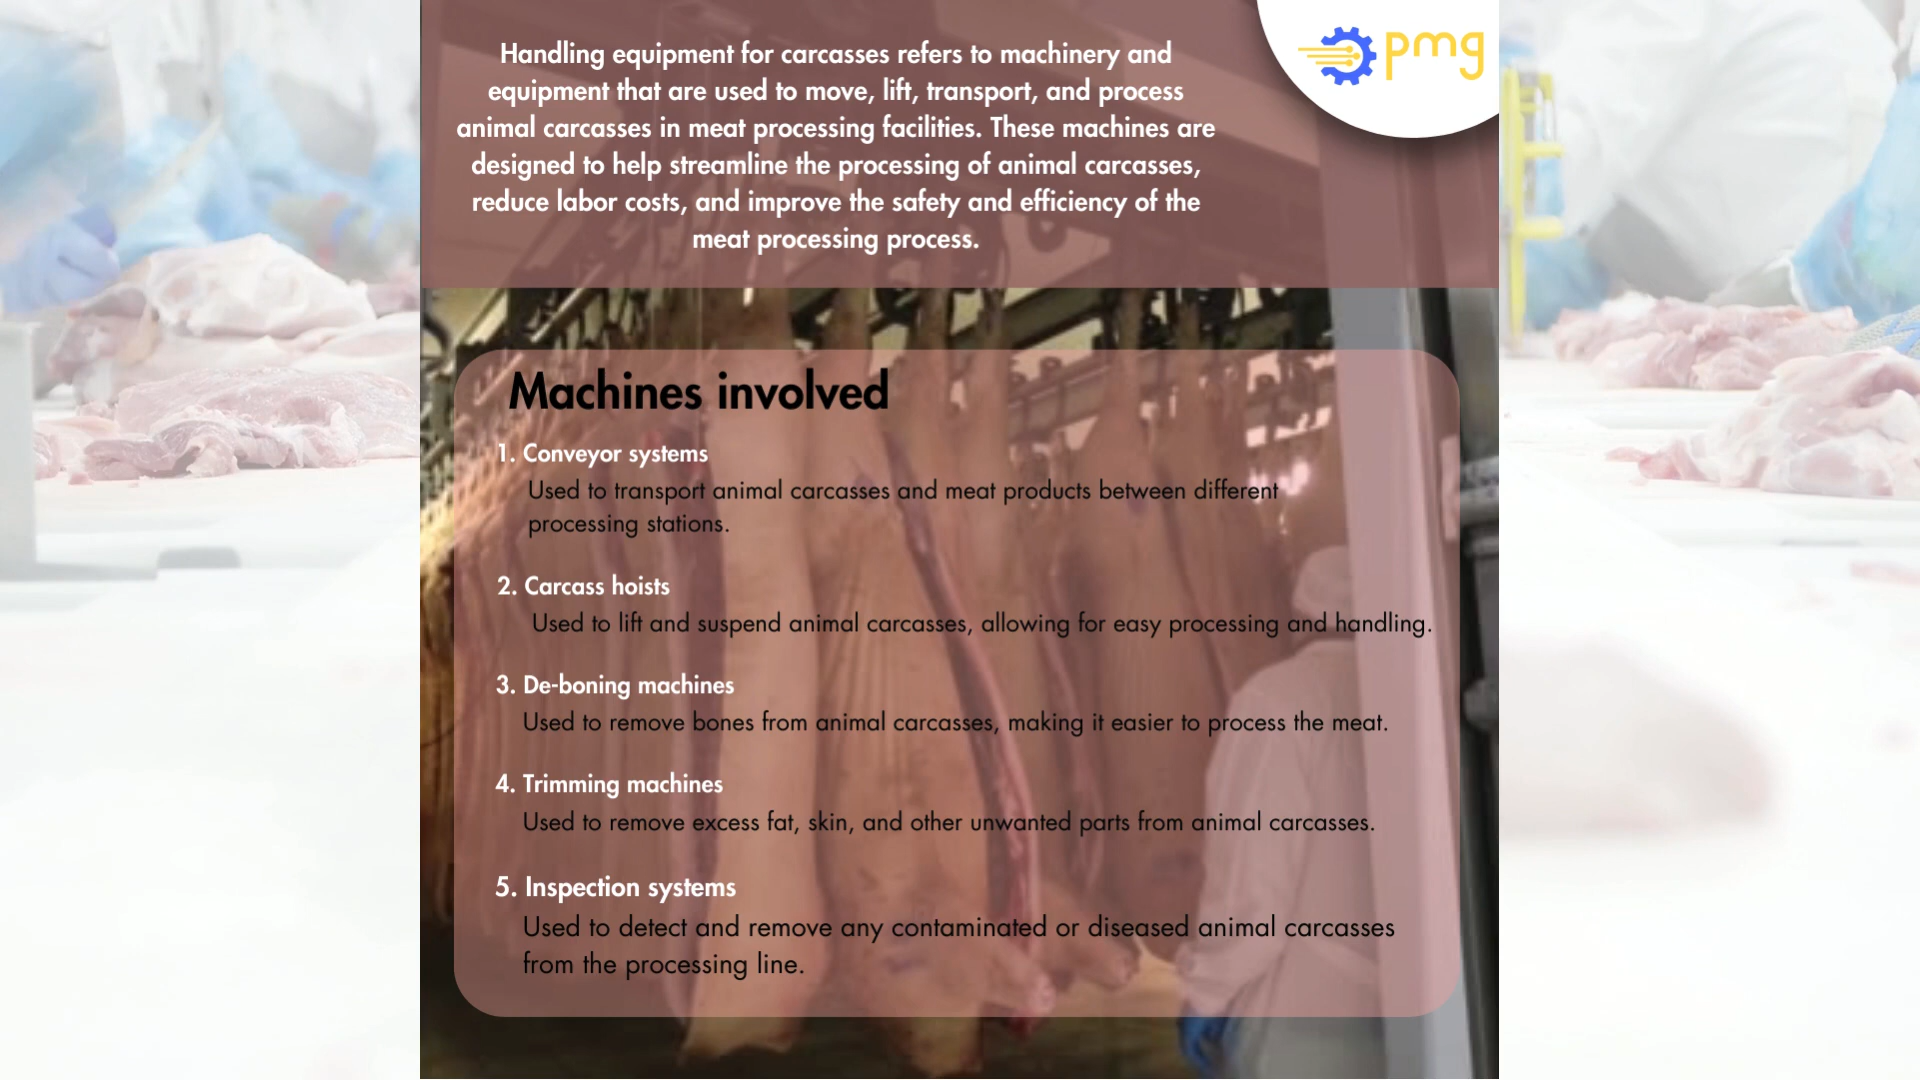 Handling equipment for carcasses refers to machinery and
equipment that are used to move, lift, transport, and process
animal carcasses in meat processing facilities. These machines are
designed to help streamline the processing of animal carcasses,
reduce labor costs, and improve the safety and efficiency of the
meat processing process.
pmg
Machines involved
1. Conveyor systems
Used to transport animal carcasses and meat products between different
processing stations.
2. Carcass hoists
Used to lift and suspend animal carcasses, allowing for easy processing and handling.
3. De-boning machines
Used to remove bones from animal carcasses, making it easier to process the meat.
4. Trimming machines
Used to remove excess fat, skin, and other unwanted parts from animal carcasses.
5. Inspection systems
Used to detect and remove any contaminated or diseased animal carcasses
from the processing line.